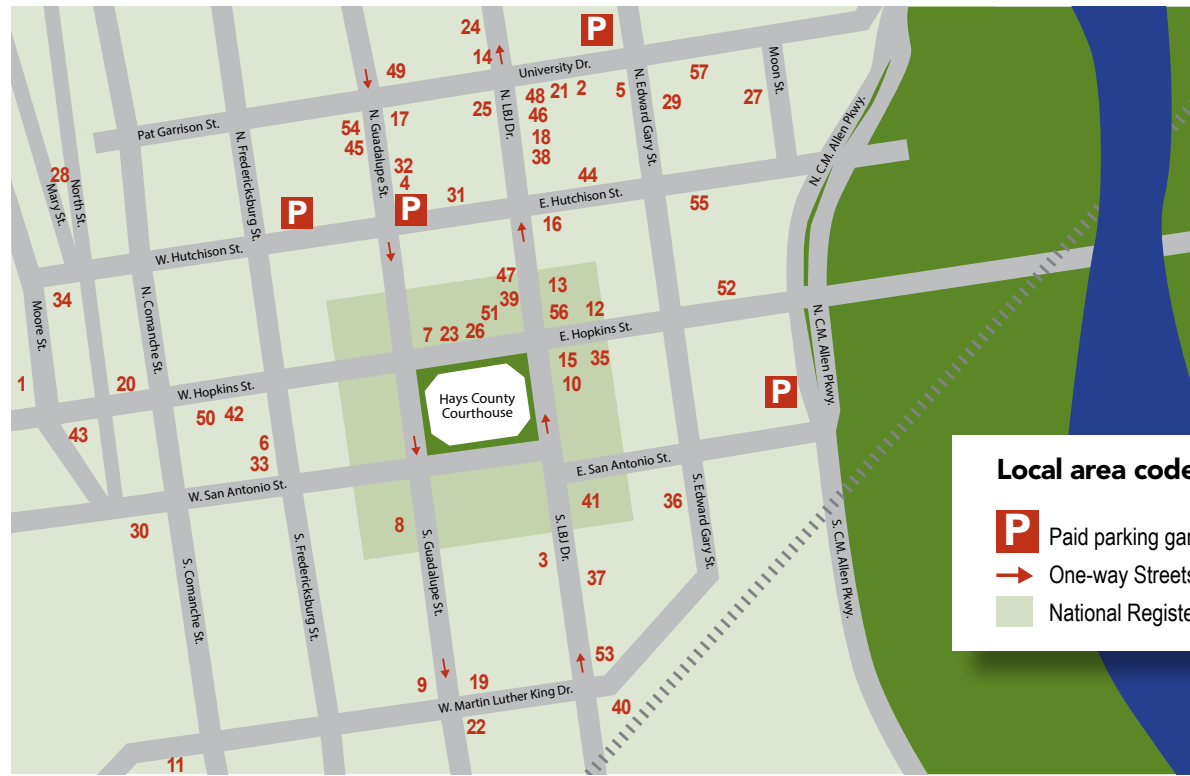 24
P
14
49
University Dr.
57
Moon St.
48
21
2
5
27
29
25
N. LBJ Dr.
N. Edward Gary St.
17
46
54
45
N. Guadalupe St.
18
38
Pat Garrison St.
N. Fredericksburg St.
N. C.M. Allen Pkwy.
28
Mary St.
North St.
32
4
31
44
P
P
E. Hutchison St.
55
16
W. Hutchison St.
34
Moore St.
N. Comanche St.
47
13
39
51
56
12
52
7
23
26
E. Hopkins St.
N. C.M. Allen Pkwy.
15
35
10
1
20
W. Hopkins St.
Hays County
Courthouse
P
50
42
43
6
33
W. San Antonio St.
E. San Antonio St.
Local area code
30
8
41
36
S. Edward Gary St.
P
Paid parking gar
One-way Streets
National Registe
S. Comanche St.
S. Fredericksburg St.
S. Guadalupe St.
S. LBJ Dr.
3
37
S. C.M. Allen Pkwy.
53
9
19
W. Martin Luther King Dr.
40
22
11